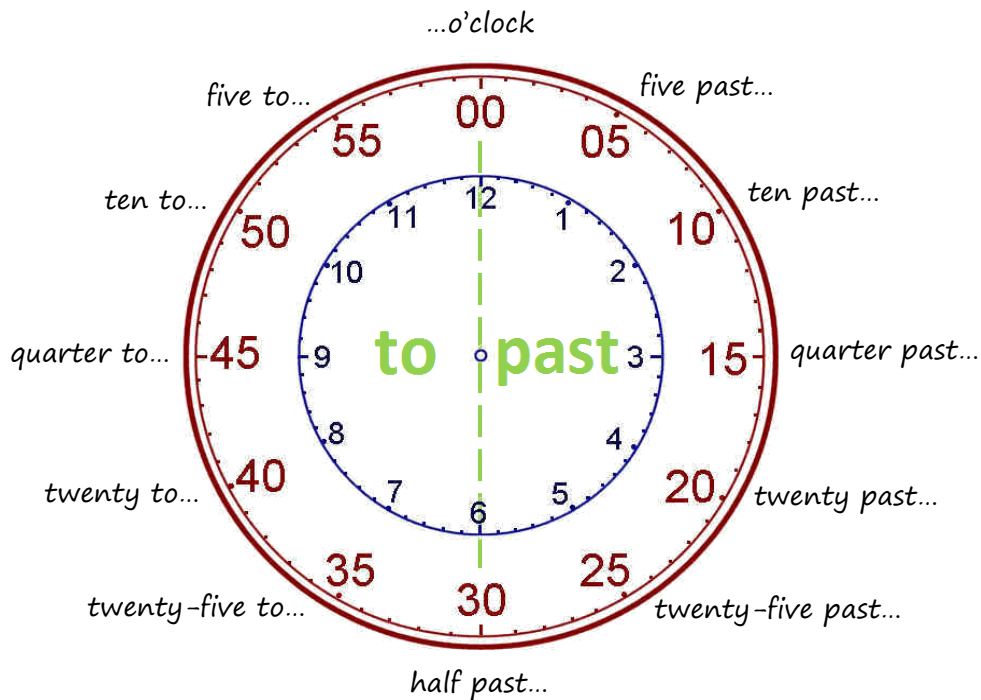 ...o’clock
five to...
five past...
00
55
05
ten to...
ten past...
12
11
1
50
10
10
2
quarter to...
45
9
to
past
3
15
quarter past...
8
4
twenty to...
40
7
5
20
twenty past...
6
35
25
30
twenty-five to...
twenty-five past...
half past...